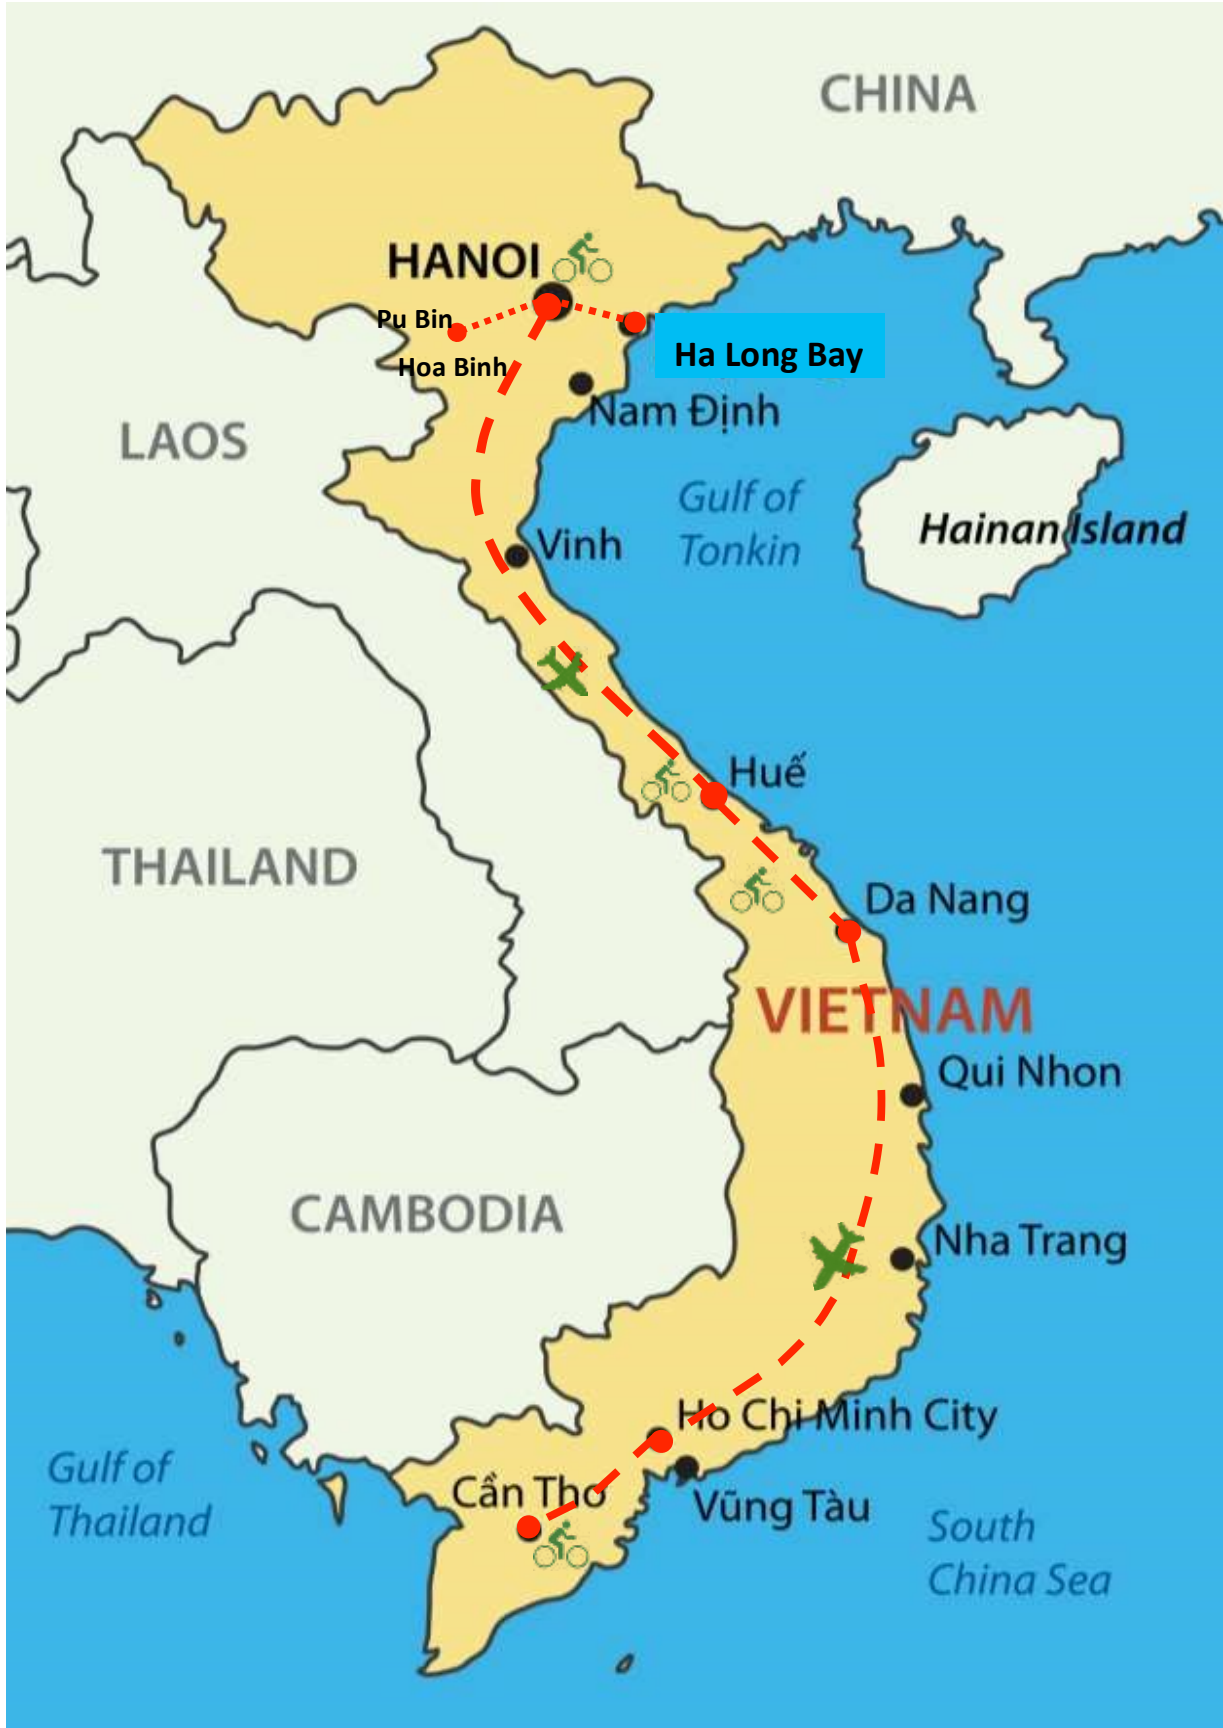 CHINA
HANOI
Pu Bin
Hoa Binh
Ha Long Bay
Nam Định
LAOS
Gulf of
Tonkin
Hainan Island
Vinh
Huế
THAILAND
Da Nang
VIETNAM
Qui Nhon
CAMBODIA
Nha Trang
Ho Chi Minh City
Gulf of
Thailand
Cần Thơ
Vũng Tàu
South
China Sea